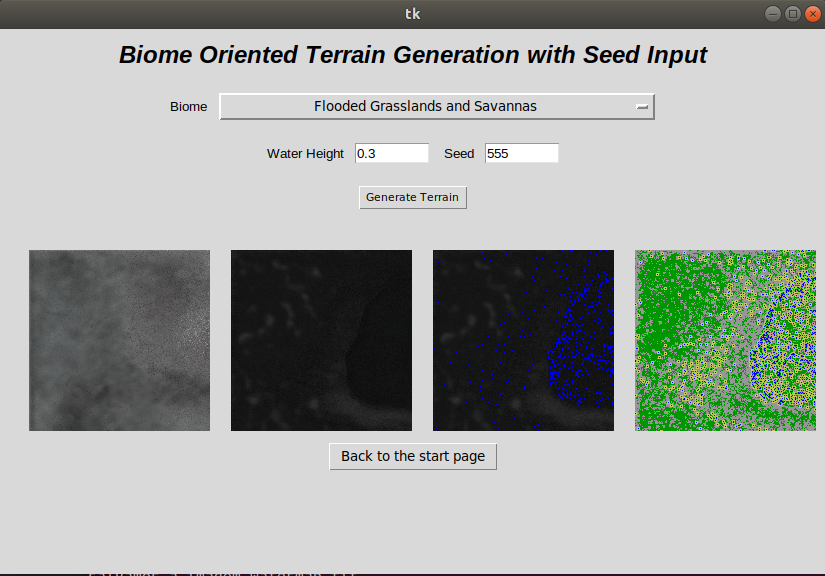 tk
Biome Oriented Terrain Generation with Seed Input
Biome Flooded Grasslands and Savannas
Water Height 0.3 Seed 555
Generate Terrain
Back to the start page